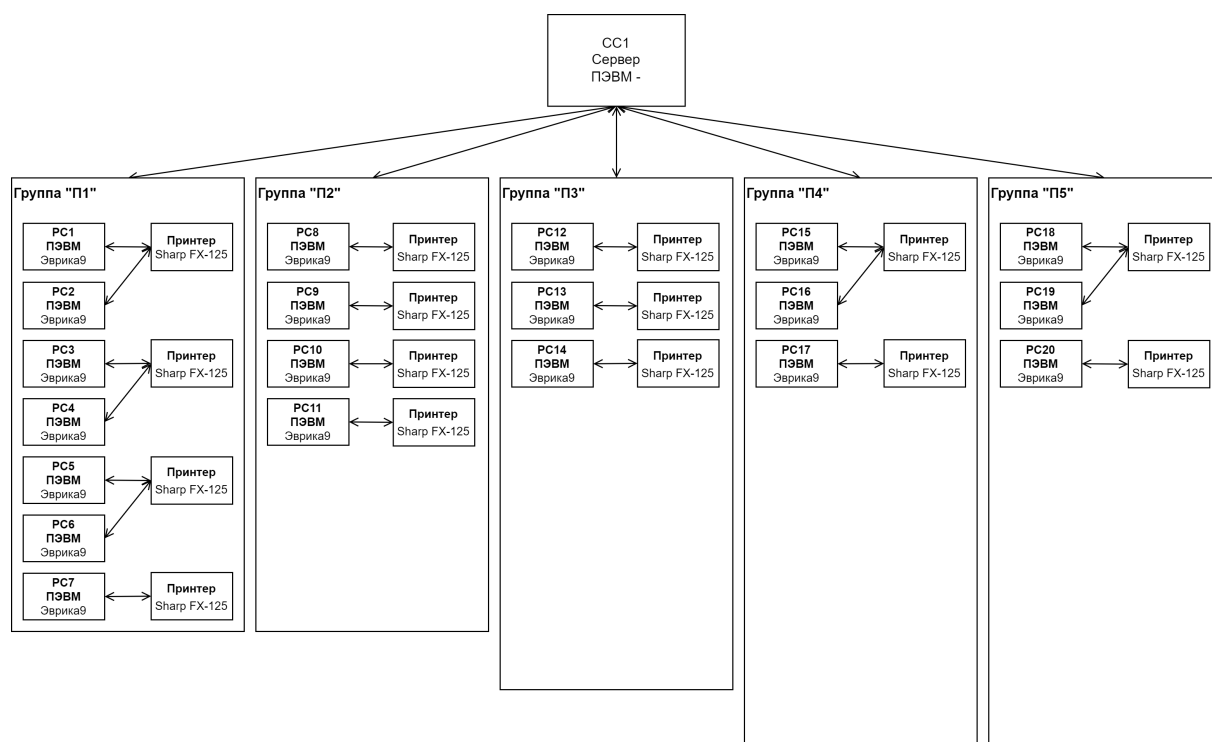 СС1
Сервер
ПЭВМ -
Группа "П1"
РС1
ПЭВМ
Эврика9
Принтер
Sharp FX-125
РС2
ПЭВМ
Эврика9
РС3
ПЭВМ
Эврика9
Принтер
Sharp FX-125
РС4
ПЭВМ
Эврика9
РС5
ПЭВМ
Эврика9
Принтер
Sharp FX-125
РС6
ПЭВМ
Эврика9
РС7
ПЭВМ
Эврика9
Принтер
Sharp FX-125
Группа "П2"
РС8
ПЭВМ
Эврика9
Принтер
Sharp FX-125
РС9
ПЭВМ
Эврика9
Принтер
Sharp FX-125
РС10
ПЭВМ
Эврика9
Принтер
Sharp FX-125
РС11
ПЭВМ
Эврика9
Принтер
Sharp FX-125
Группа "П3"
РС12
ПЭВМ
Эврика9
Принтер
Sharp FX-125
РС13
ПЭВМ
Эврика9
Принтер
Sharp FX-125
РС14
ПЭВМ
Эврика9
Принтер
Sharp FX-125
Группа "П4"
РС15
ПЭВМ
Эврика9
Принтер
Sharp FX-125
РС16
ПЭВМ
Эврика9
РС17
ПЭВМ
Эврика9
Принтер
Sharp FX-125
Группа "П5"
РС18
ПЭВМ
Эврика9
Принтер
Sharp FX-125
РС19
ПЭВМ
Эврика9
РС20
ПЭВМ
Эврика9
Принтер
Sharp FX-125